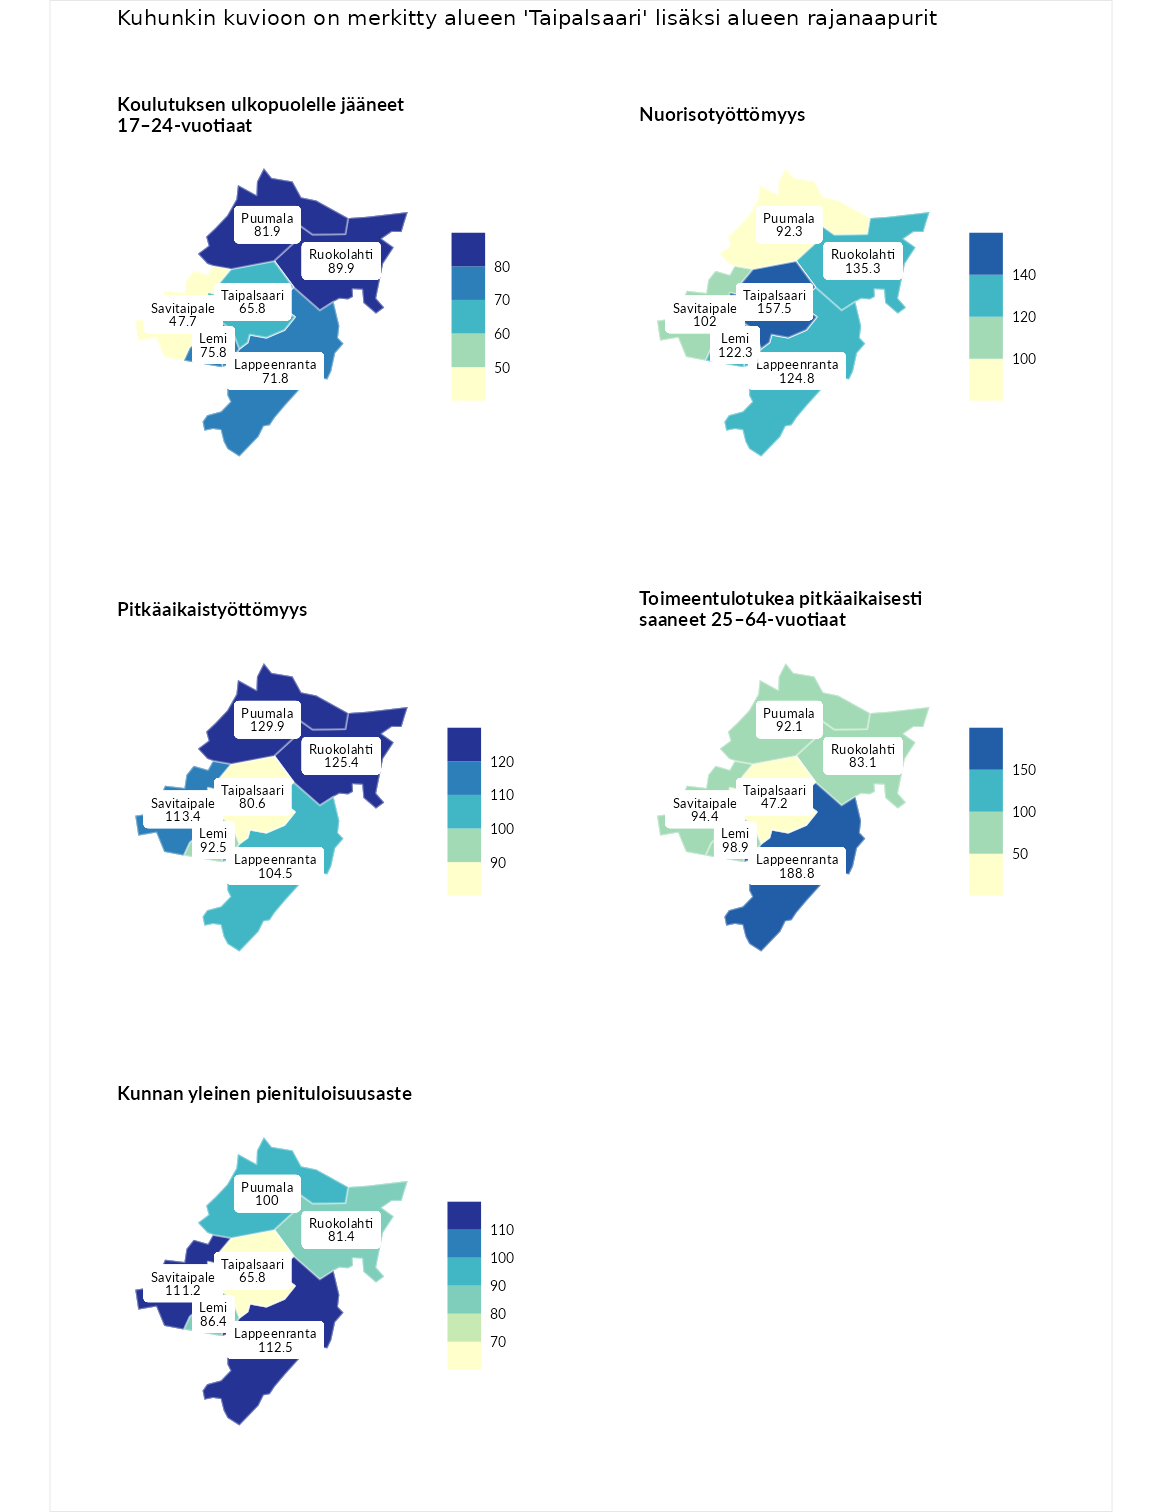 Kuhunkin kuvioon on merkitty alueen 'Taipalsaari' lisäksi alueen rajanaapurit
Koulutuksen ulkopuolelle jääneet
17–24-vuotiaat
Puumala
81.9
Ruokolahti
89.9
Taipalsaari
65.8
Savitaipale
47.7
Lemi
75.8
Lappeenranta
71.8
80
70
60
50
Nuorisotyöttömyys
Puumala
92.3
Ruokolahti
135.3
Taipalsaari
157.5
Savitaipale
102
Lemi
122.3
Lappeenranta
124.8
140
120
100
Pitkäaikaistyöttömyys
Puumala
129.9
Ruokolahti
125.4
Taipalsaari
80.6
Savitaipale
113.4
Lemi
92.5
Lappeenranta
104.5
120
110
100
90
Toimeentulotukea pitkäaikaisesti
saaneet 25–64-vuotiaat
Puumala
92.1
Ruokolahti
83.1
Taipalsaari
47.2
Savitaipale
94.4
Lemi
98.9
Lappeenranta
188.8
150
100
50
Kunnan yleinen pienituloisuusaste
Puumala
100
Ruokolahti
81.4
Taipalsaari
65.8
Savitaipale
111.2
Lemi
86.4
Lappeenranta
112.5
110
100
90
80
70